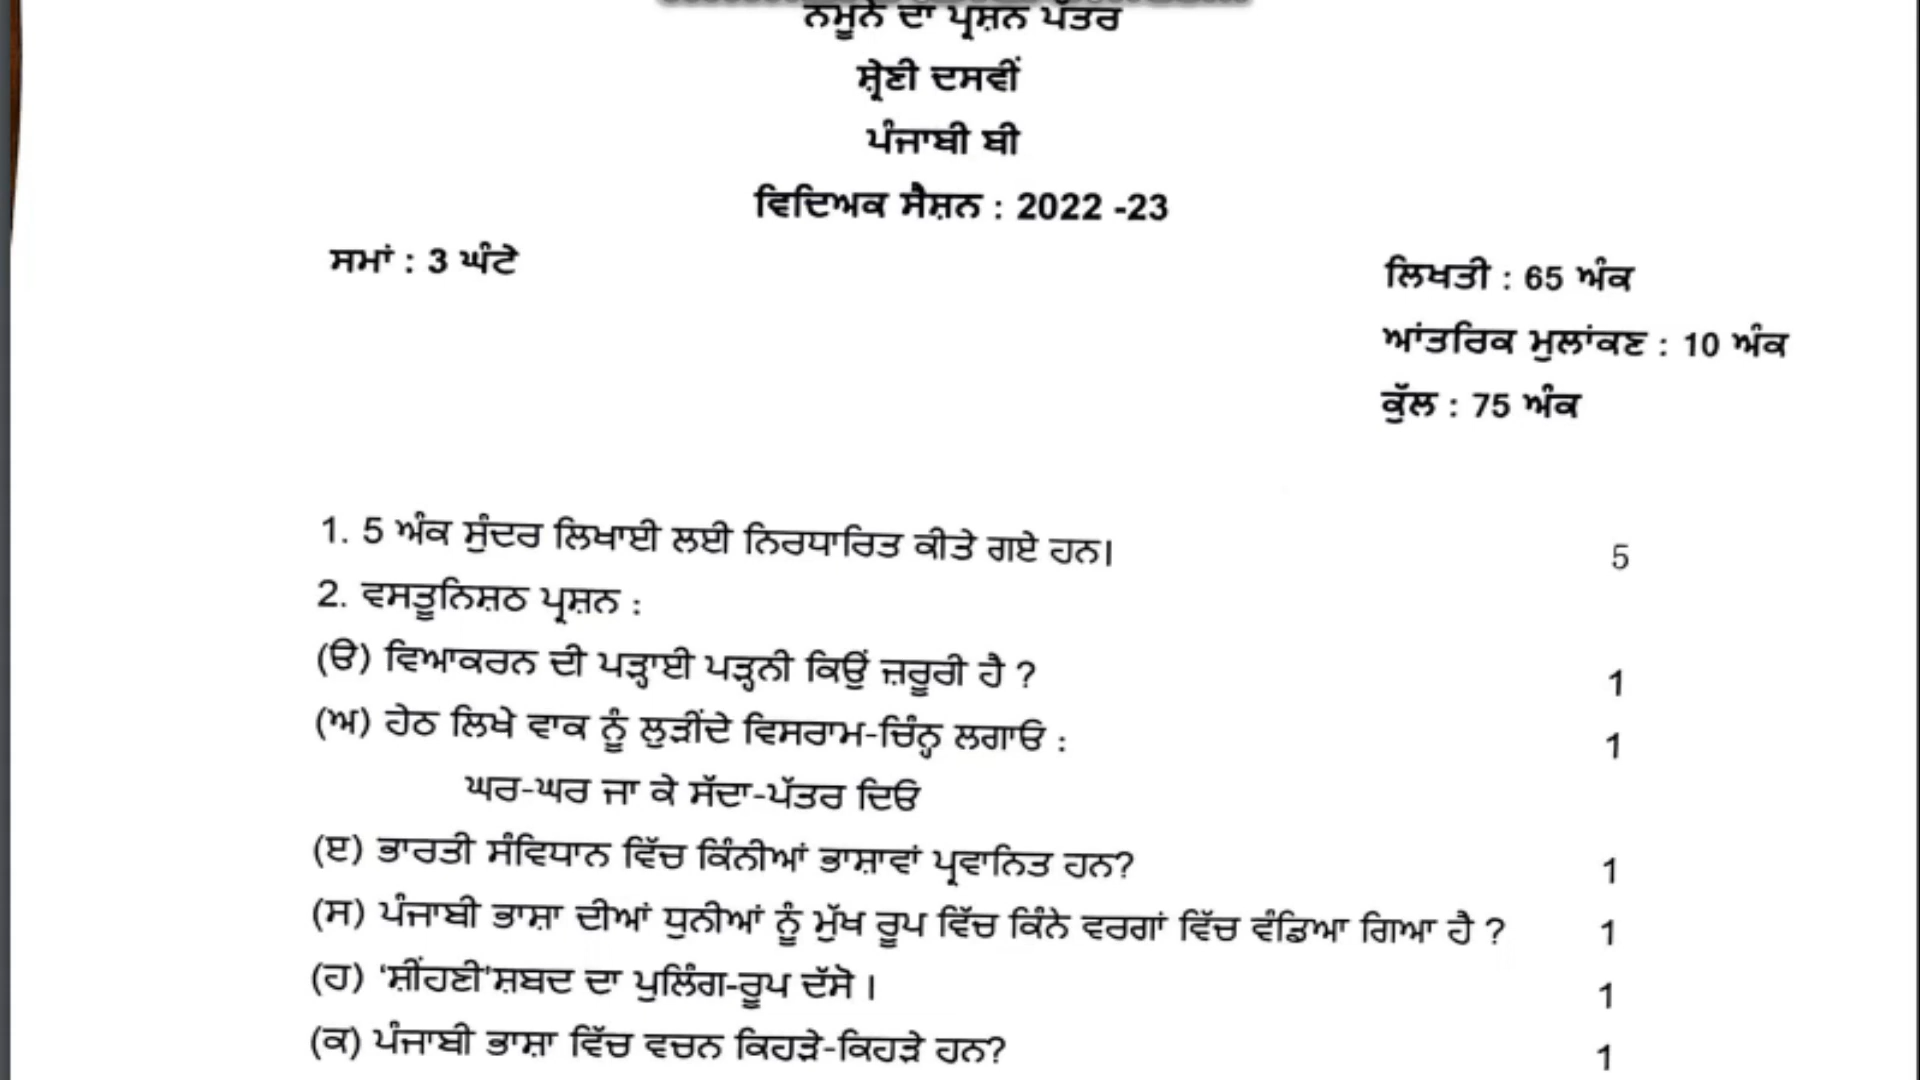 ਨਮੂਨੇ ਦਾ ਪ੍ਰਸ਼ਨ ਪੱਤਰ
ਸ਼੍ਰੇਣੀ ਦਸਵੀਂ
ਪੰਜਾਬੀ ਬੀ
ਵਿਦਿਅਕ ਸੈਸ਼ਨ : 2022 -23
ਸਮਾਂ : 3 ਘੰਟੇ
ਲਿਖਤੀ : 65 ਅੰਕ
ਆਂਤਰਿਕ ਮੁਲਾਂਕਣ : 10 ਅੰਕ
ਕੁੱਲ : 75 ਅੰਕ
1. 5 ਅੰਕ ਸੁੰਦਰ ਲਿਖਾਈ ਲਈ ਨਿਰਧਾਰਿਤ ਕੀਤੇ ਗਏ ਹਨ। 5
2. ਵਸਤੂਨਿਸ਼ਠ ਪ੍ਰਸ਼ਨ :
(ੳ) ਵਿਆਕਰਨ ਦੀ ਪੜ੍ਹਾਈ ਪੜ੍ਹਨੀ ਕਿਉਂ ਜ਼ਰੂਰੀ ਹੈ ? 1
(ਅ) ਹੇਠ ਲਿਖੇ ਵਾਕ ਨੂੰ ਲੁੜੀਂਦੇ ਵਿਸਰਾਮ-ਚਿੰਨ੍ਹ ਲਗਾਓ : 1
ਘਰ-ਘਰ ਜਾ ਕੇ ਸੱਦਾ-ਪੱਤਰ ਦਿਓ
(ੲ) ਭਾਰਤੀ ਸੰਵਿਧਾਨ ਵਿੱਚ ਕਿੰਨੀਆਂ ਭਾਸ਼ਾਵਾਂ ਪ੍ਰਵਾਨਿਤ ਹਨ? 1
(ਸ) ਪੰਜਾਬੀ ਭਾਸ਼ਾ ਦੀਆਂ ਧੁਨੀਆਂ ਨੂੰ ਮੁੱਖ ਰੂਪ ਵਿੱਚ ਕਿੰਨੇ ਵਰਗਾਂ ਵਿੱਚ ਵੰਡਿਆ ਗਿਆ ਹੈ ? 1
(ਹ) 'ਸ਼ੀਂਹਣੀ'ਸ਼ਬਦ ਦਾ ਪੁਲਿੰਗ-ਰੂਪ ਦੱਸੋ । 1
(ਕ) ਪੰਜਾਬੀ ਭਾਸ਼ਾ ਵਿੱਚ ਵਚਨ ਕਿਹੜੇ-ਕਿਹੜੇ ਹਨ? 1